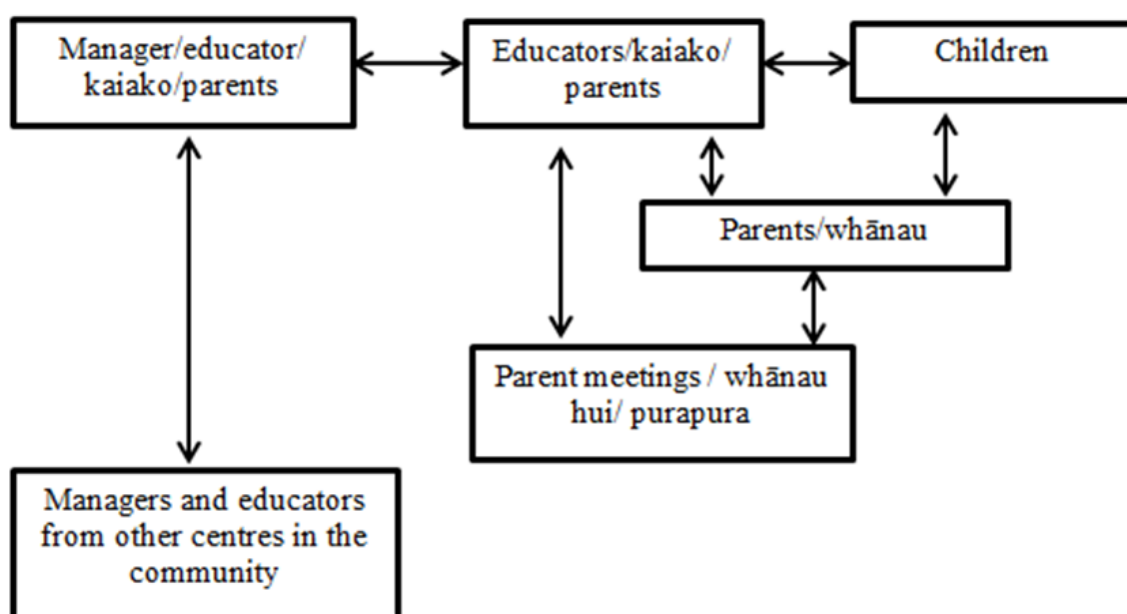 Manager/educator/
kaiako/parents
Educators/kaiako/
parents
Children
Parents/whānau
Parent meetings / whānau
hui/ purapura
Managers and educators
from other centres in the
community